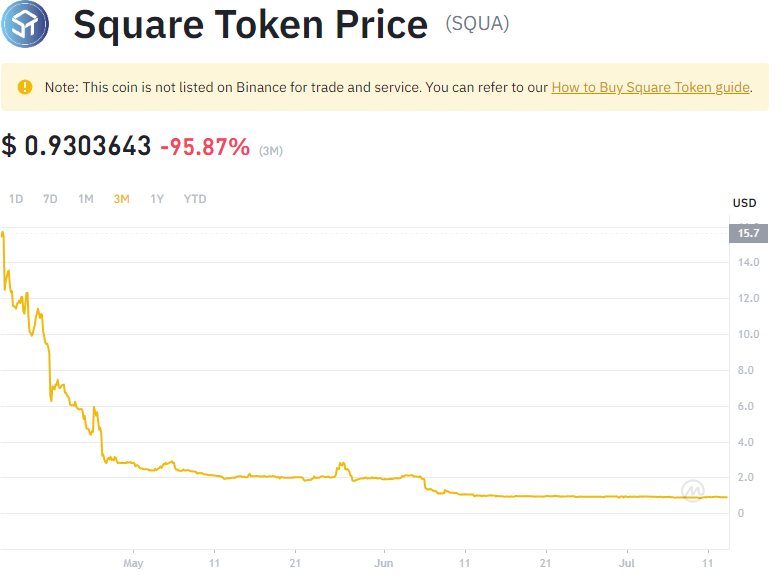 Square Token Price (SQUA)
Note: This coin is not listed on Binance for trade and service. You can refer to our How to Buy Square Token guide.
$ 0.9303643 -95.87% (3M)
1D 7D 1M 3M 1Y YTD
USD
15.7
14.0
12.0
10.0
8.0
6.0
4.0
2.0
0
May 11 21 Jun 11 21 Jul 11